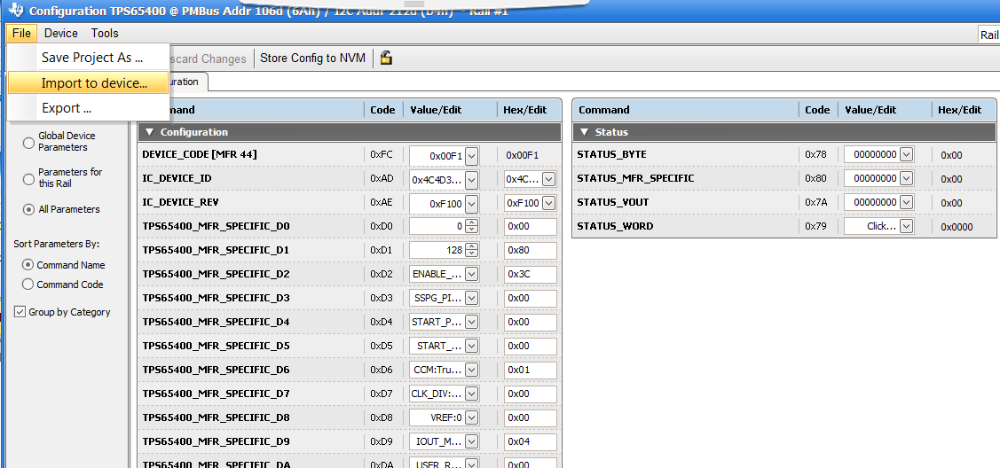 Configuration TPS65400 @ PMBus Addr 106d (6Ah) / I2C Addr 212d (D4h) - Rail #1
File Device Tools
Rail
Save Project As ...
Changes Store Config to NVM
Import to device...
Export ...
Code Value/Edit Hex/Edit
Command Code Value/Edit Hex/Edit
Configuration
Status
Global Device
Parameters
Parameters for
this Rail
All Parameters
Sort Parameters By:
Command Name
Command Code
Group by Category
DEVICE_CODE [MFR 44] 0xFC 0x00F1 0x00F1
IC_DEVICE_ID 0xAD 0x4C4D3... 0x4C...
IC_DEVICE_REV 0xAE 0xF100 0xF100
TPS65400_MFR_SPECIFIC_D0 0xD0 0 0x00
TPS65400_MFR_SPECIFIC_D1 0xD1 128 0x80
TPS65400_MFR_SPECIFIC_D2 0xD2 ENABLE_... 0x3C
TPS65400_MFR_SPECIFIC_D3 0xD3 SSPG_PI... 0x00
TPS65400_MFR_SPECIFIC_D4 0xD4 START_P... 0x00
TPS65400_MFR_SPECIFIC_D5 0xD5 START_... 0x00
TPS65400_MFR_SPECIFIC_D6 0xD6 CCM:Tru... 0x01
TPS65400_MFR_SPECIFIC_D7 0xD7 CLK_DIV:... 0x00
TPS65400_MFR_SPECIFIC_D8 0xD8 VREF:0 0x00
TPS65400_MFR_SPECIFIC_D9 0xD9 IOUT_M... 0x04
TPS65400_MFR_SPECIFIC_DA 0xDA USER_R... 0x00
STATUS_BYTE 0x78 00000000 0x00
STATUS_MFR_SPECIFIC 0x80 00000000 0x00
STATUS_VOUT 0x7A 00000000 0x00
STATUS_WORD 0x79 Click... 0x0000